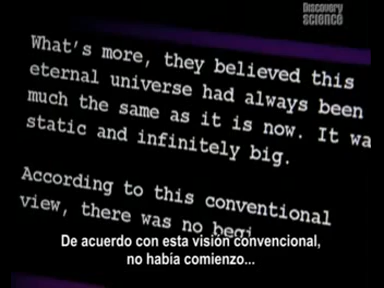 Discovery
SCIENCE
What's more, they believed this
eternal universe had always been
much the same as it is now. It wa
static and infinitely big.
According to this conventional
view, there was no begi
De acuerdo con esta visión convencional,
no había comienzo...